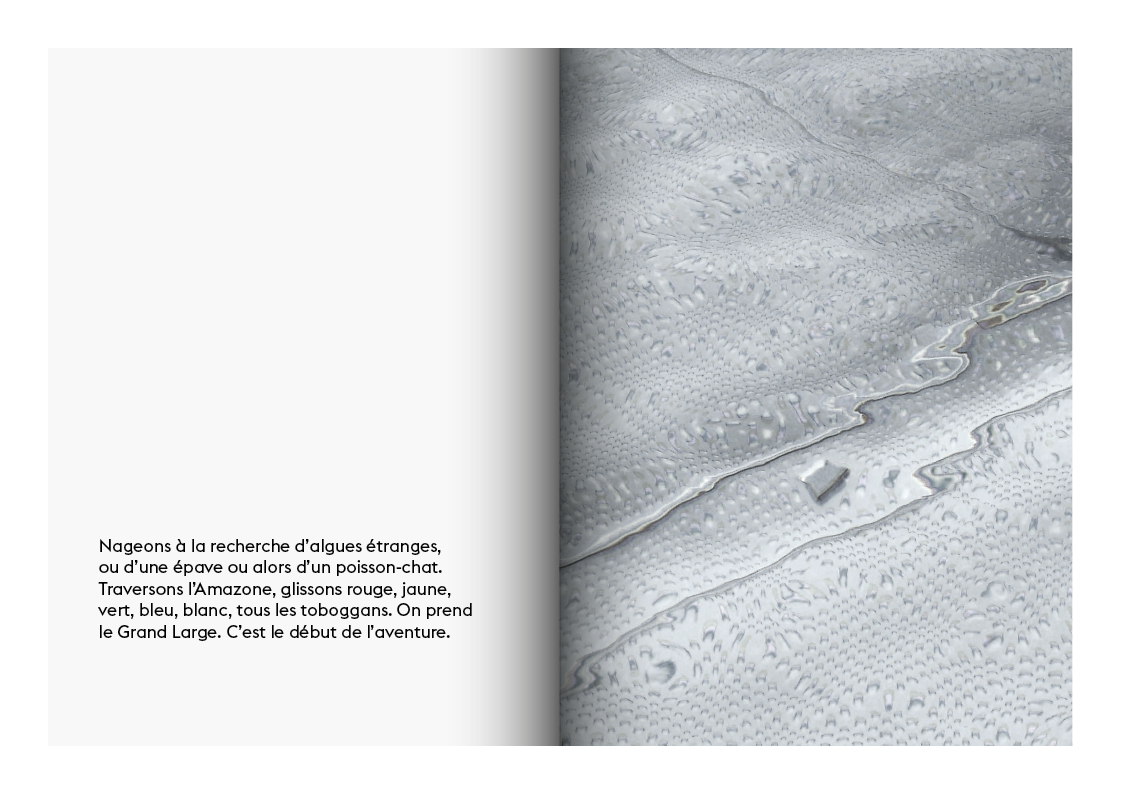 Nageons à la recherche d’algues étranges,
ou d’une épave ou alors d’un poisson-chat.
Traversons l’Amazone, glissons rouge, jaune,
vert, bleu, blanc, tous les toboggans. On prend
le Grand Large. C’est le début de l’aventure.